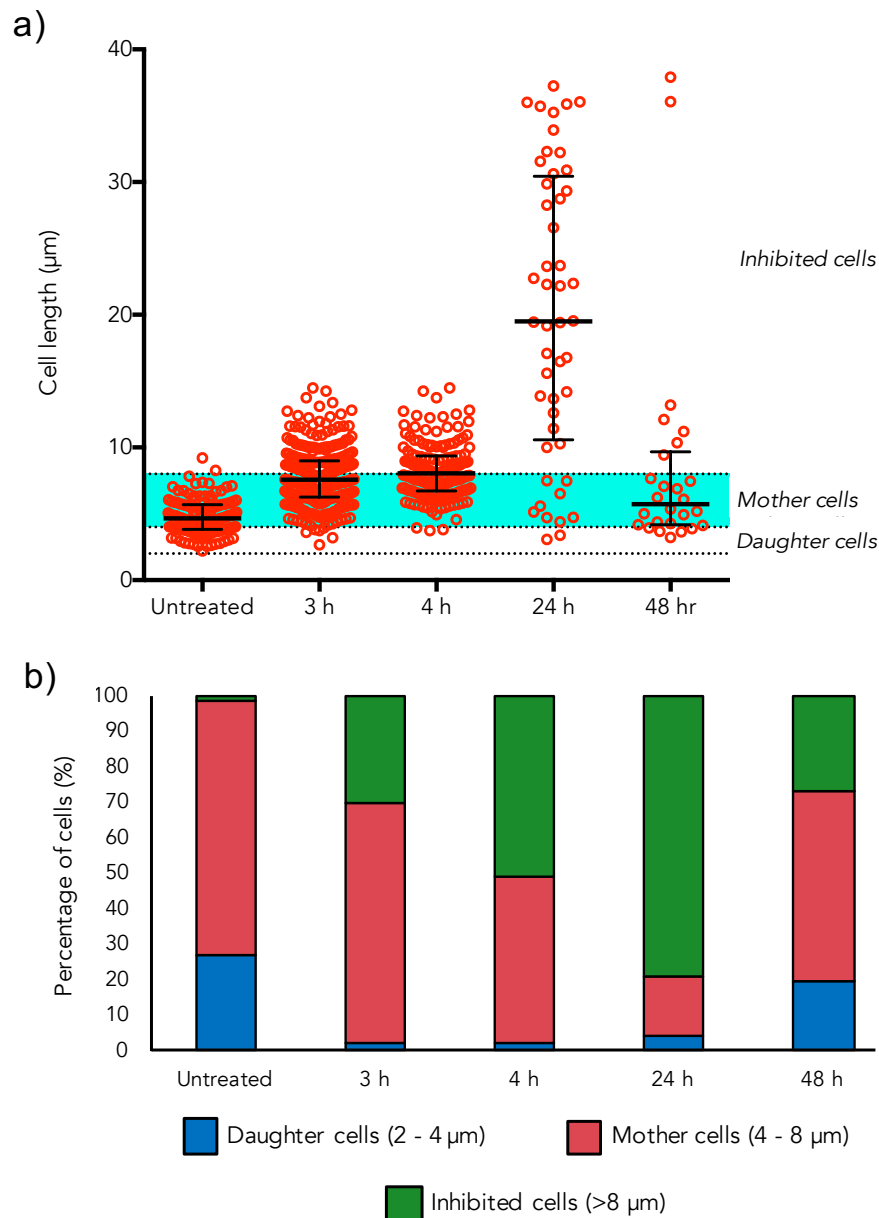 a)
40
30
20
10
0
Cell length (µm)
Inhibited cells
Mother cells
Daughter cells
Untreated 3 h 4 h 24 h 48 hr
b)
100
90
80
70
60
50
40
30
20
10
0
Percentage of cells (%)
Untreated 3 h 4 h 24 h 48 h
Daughter cells (2 - 4 µm) Mother cells (4 - 8 µm)
Inhibited cells (>8 µm)